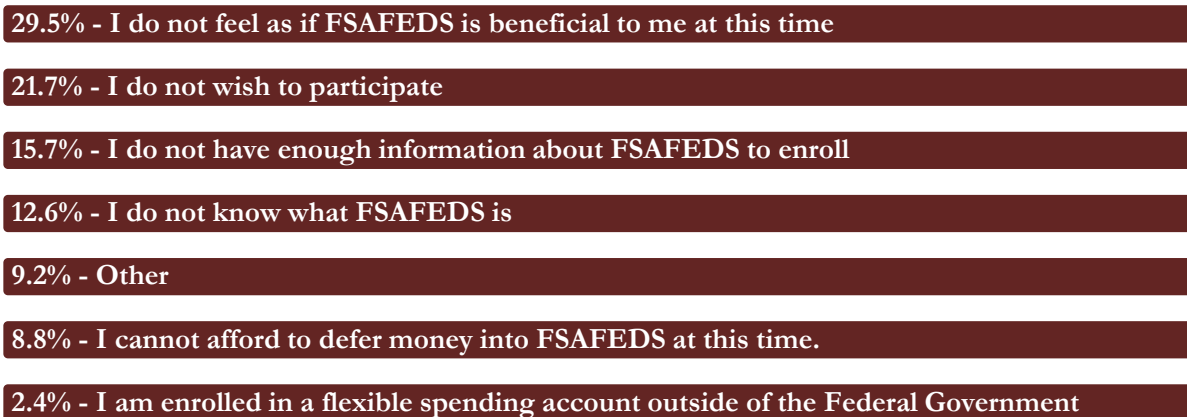 29.5% - I do not feel as if FSAFEDS is beneficial to me at this time
21.7% - I do not wish to participate
15.7% - I do not have enough information about FSAFEDS to enroll
12.6% - I do not know what FSAFEDS is
9.2% - Other
8.8% - I cannot afford to defer money into FSAFEDS at this time.
2.4% - I am enrolled in a flexible spending account outside of the Federal Government